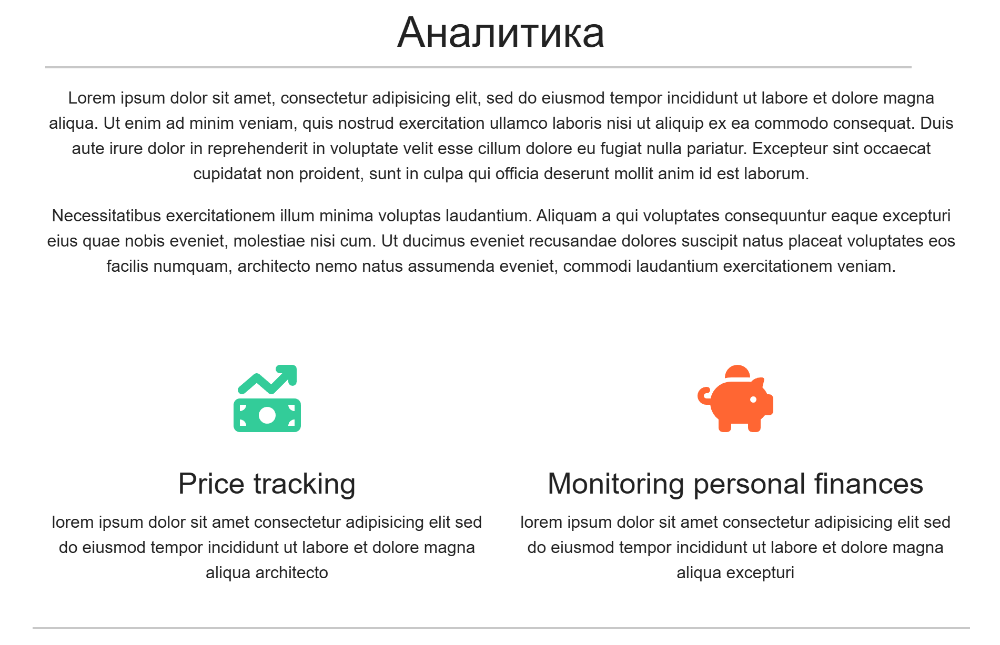 Аналитика
Lorem ipsum dolor sit amet, consectetur adipisicing elit, sed do eiusmod tempor incididunt ut labore et dolore magna
aliqua. Ut enim ad minim veniam, quis nostrud exercitation ullamco laboris nisi ut aliquip ex ea commodo consequat. Duis
aute irure dolor in reprehenderit in voluptate velit esse cillum dolore eu fugiat nulla pariatur. Excepteur sint occaecat
cupidatat non proident, sunt in culpa qui officia deserunt mollit anim id est laborum.
Necessitatibus exercitationem illum minima voluptas laudantium. Aliquam a qui voluptates consequuntur eaque excepturi
eius quae nobis eveniet, molestiae nisi cum. Ut ducimus eveniet recusandae dolores suscipit natus placeat voluptates eos
facilis numquam, architecto nemo natus assumenda eveniet, commodi laudantium exercitationem veniam.
Price tracking
lorem ipsum dolor sit amet consectetur adipisicing elit sed
do eiusmod tempor incididunt ut labore et dolore magna
aliqua architecto
Monitoring personal finances
lorem ipsum dolor sit amet consectetur adipisicing elit sed
do eiusmod tempor incididunt ut labore et dolore magna
aliqua excepturi